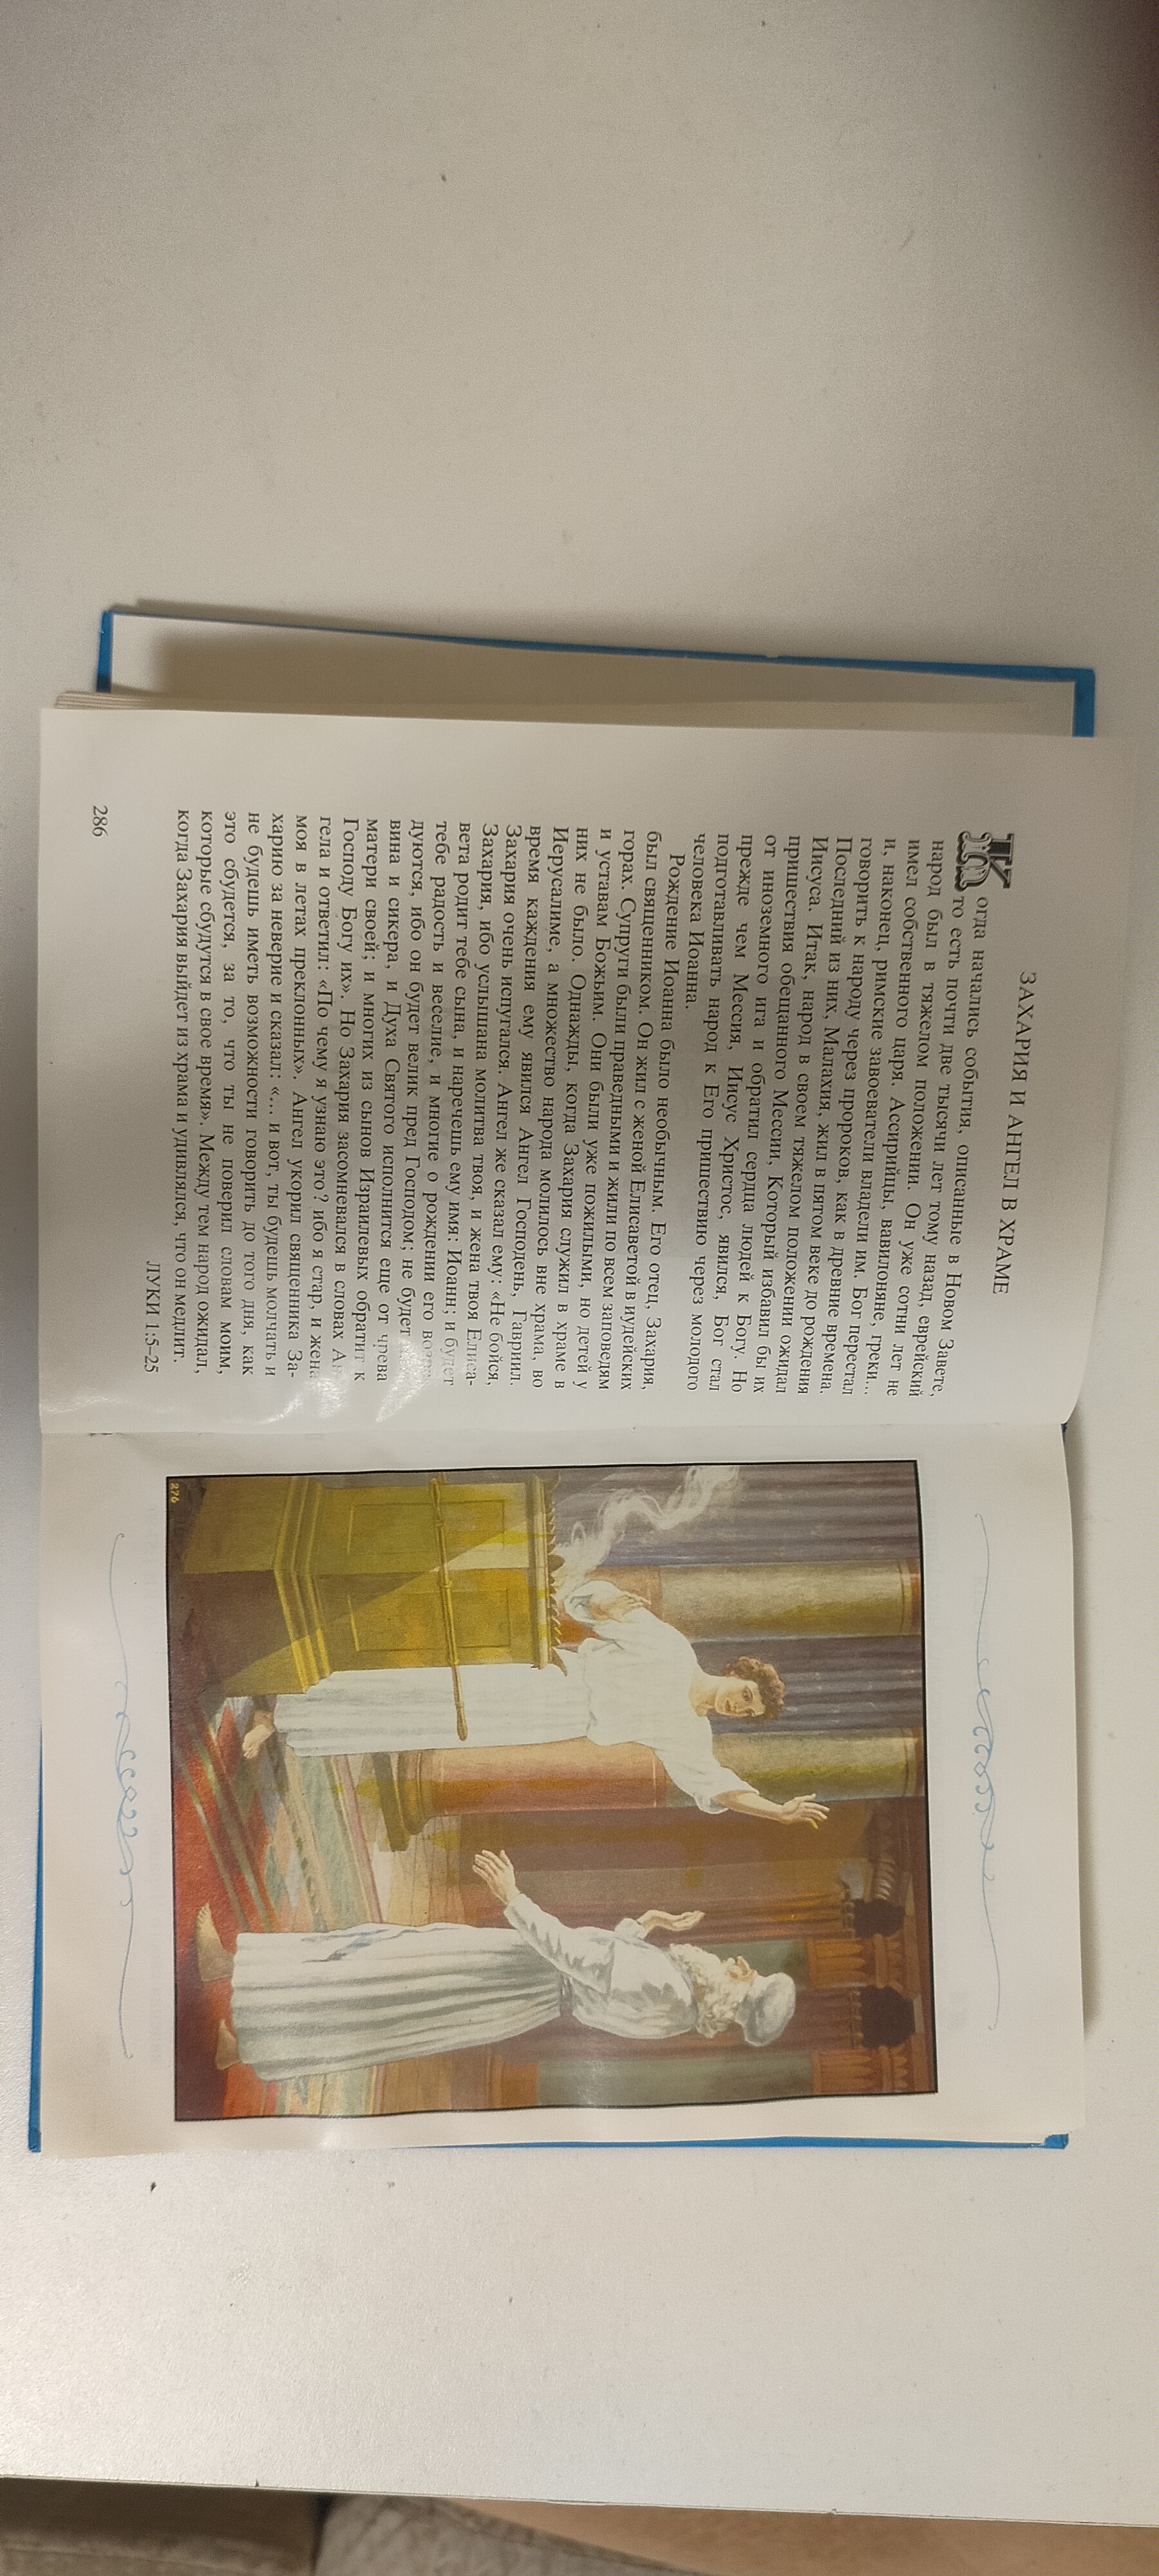 ЗАХАРИЯ И АНГЕЛ В ХРАМЕ
Когда начались события, описанные в Новом Завете,
то есть почти две тысячи лет тому назад, еврейский
народ был в тяжелом положении. Он уже сотни лет не
имел собственного царя. Ассирийцы, вавилоняне, греки...
и, наконец, римские завоеватели владели им. Бог перестал
говорить к народу через пророков, как в древние времена.
Последний из них, Малахия, жил в пятом веке до рождения
Иисуса. Итак, народ в своем тяжелом положении ожидал
пришествия обещанного Мессии, Который избавил бы их
от иноземного ига и обратил сердца людей к Богу. Но
прежде чем Мессия, Иисус Христос, явился, Бог стал
подготавливать народ к Его пришествию через молодого
человека Иоанна.
Рождение Иоанна было необычным. Его отец, Захария,
был священником. Он жил с женой Елисаветой в иудейских
горах. Супруги были праведными и жили по всем заповедям
и уставам Божьим. Они были уже пожилыми, но детей у
них не было. Однажды, когда Захария служил в храме в
Иерусалиме, а множество народа молилось вне храма, во
время каждения ему явился Ангел Господень, Гавриил.
Захария очень испугался. Ангел же сказал ему: «Не бойся,
Захария, ибо услышана молитва твоя, и жена твоя Елиса-
вета родит тебе сына, и наречешь ему имя: Иоанн; и будет
тебе радость и веселие, и многие о рождении его
дуются, ибо он будет велик пред Господом; не будет
вина и сикера, и Духа Святого исполнится еще от чрева
матери своей; и многих из сынов Израилевых обратит к
Господу Богу их». Но Захария засомневался в словах Ан-
гела и ответил: «По чему я узнаю это? ибо я стар, и жена
моя в летах преклонных». Ангел укорил священника За-
харию за неверие и сказал: «... и вот, ты будешь молчать и
не будешь иметь возможности говорить до того дня, как
это сбудется, за то, что ты не поверил словам моим,
которые сбудутся в свое время». Между тем народ ожидал,
когда Захария выйдет из храма и удивлялся, что он медлит.
ЛУКИ 1:5–25
286
276